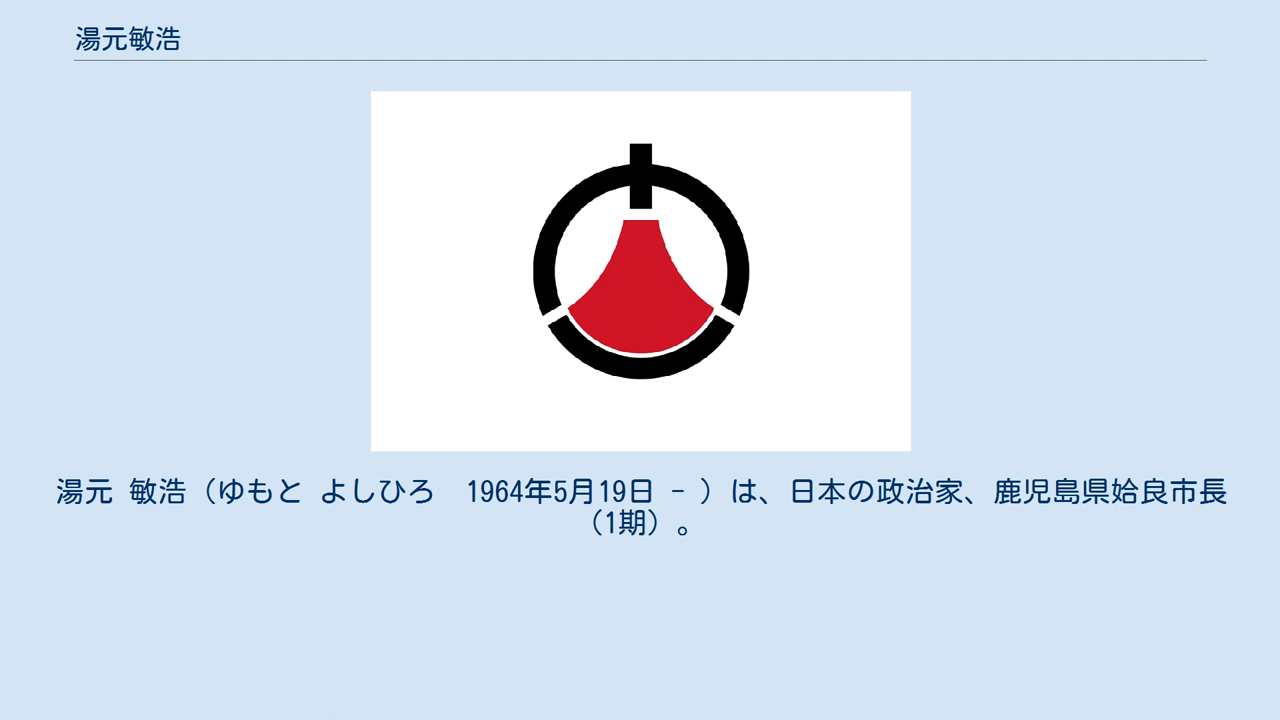 湯元敏浩
湯元 敏浩（ゆもと よしひろ　1964年5月19日 - ）は、日本の政治家、鹿児島県姶良市長
（1期）。